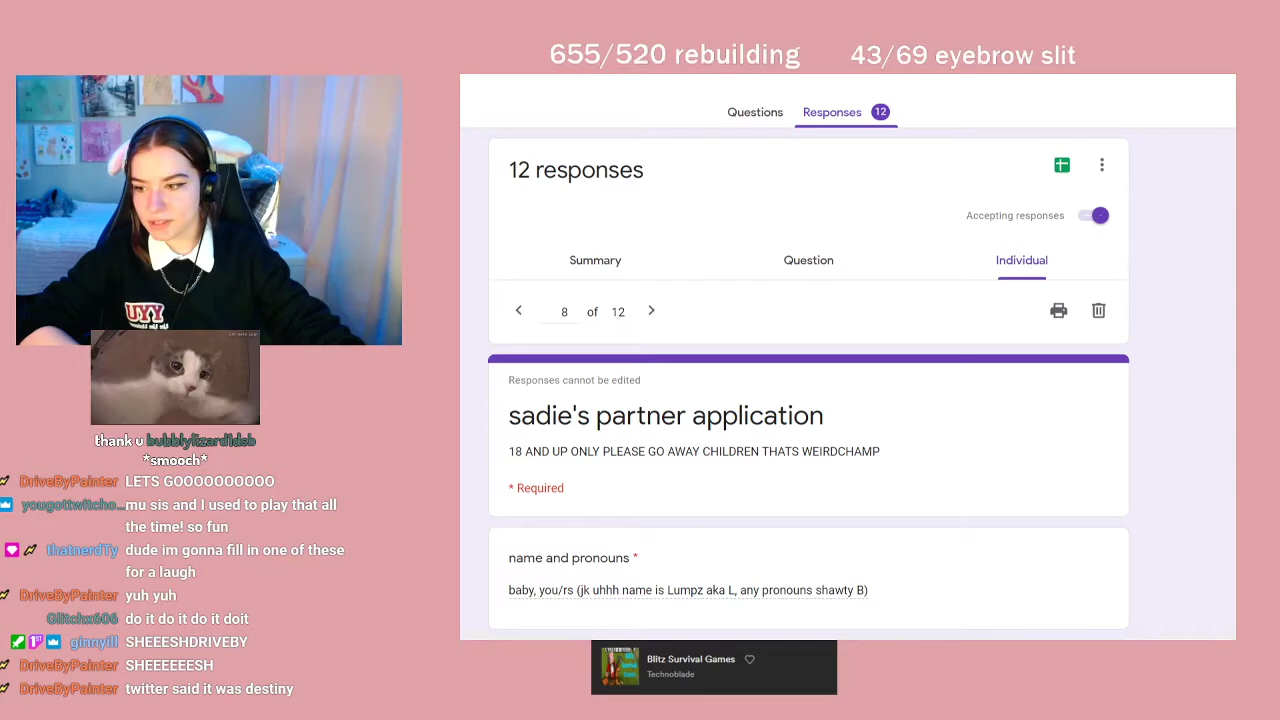 655/520 rebuilding
43/69 eyebrow slit
Questions
Responses 12
12 responses
Accepting responses
Summary
Question
Individual
8 of 12
Responses cannot be edited
sadie's partner application
18 AND UP ONLY PLEASE GO AWAY CHILDREN THATS WEIRDCHAMP
* Required
name and pronouns *
baby, you/rs (jk uhhh name is Lumpz aka L, any pronouns shawty B)
UYY
thank u bubblylizard1dsb
*smooch*
DriveByPainter LETS GOOOOOOOOOO
yougottwitcho... mu sis and I used to play that all
the time! so fun
thatnerdTy dude im gonna fill in one of these
for a laugh
DriveByPainter yuh yuh
Glitchx606 do it do it do it doit
ginnyill SHEEESHDRIVEBY
DriveByPainter SHEEEEESH
DriveByPainter twitter said it was destiny
Blitz Survival Games
Technoblade